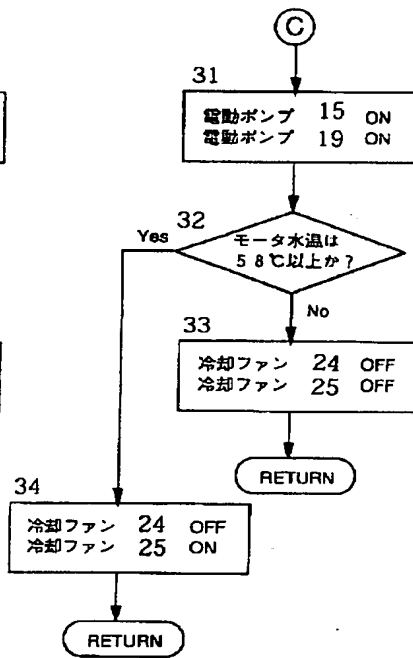 C
31
電動ポンプ 15 ON
電動ポンプ 19 ON
32
Yes
モータ水温は
58℃以上か?
No
33
冷却ファン 24 OFF
冷却ファン 25 OFF
RETURN
34
冷却ファン 24 OFF
冷却ファン 25 ON
RETURN